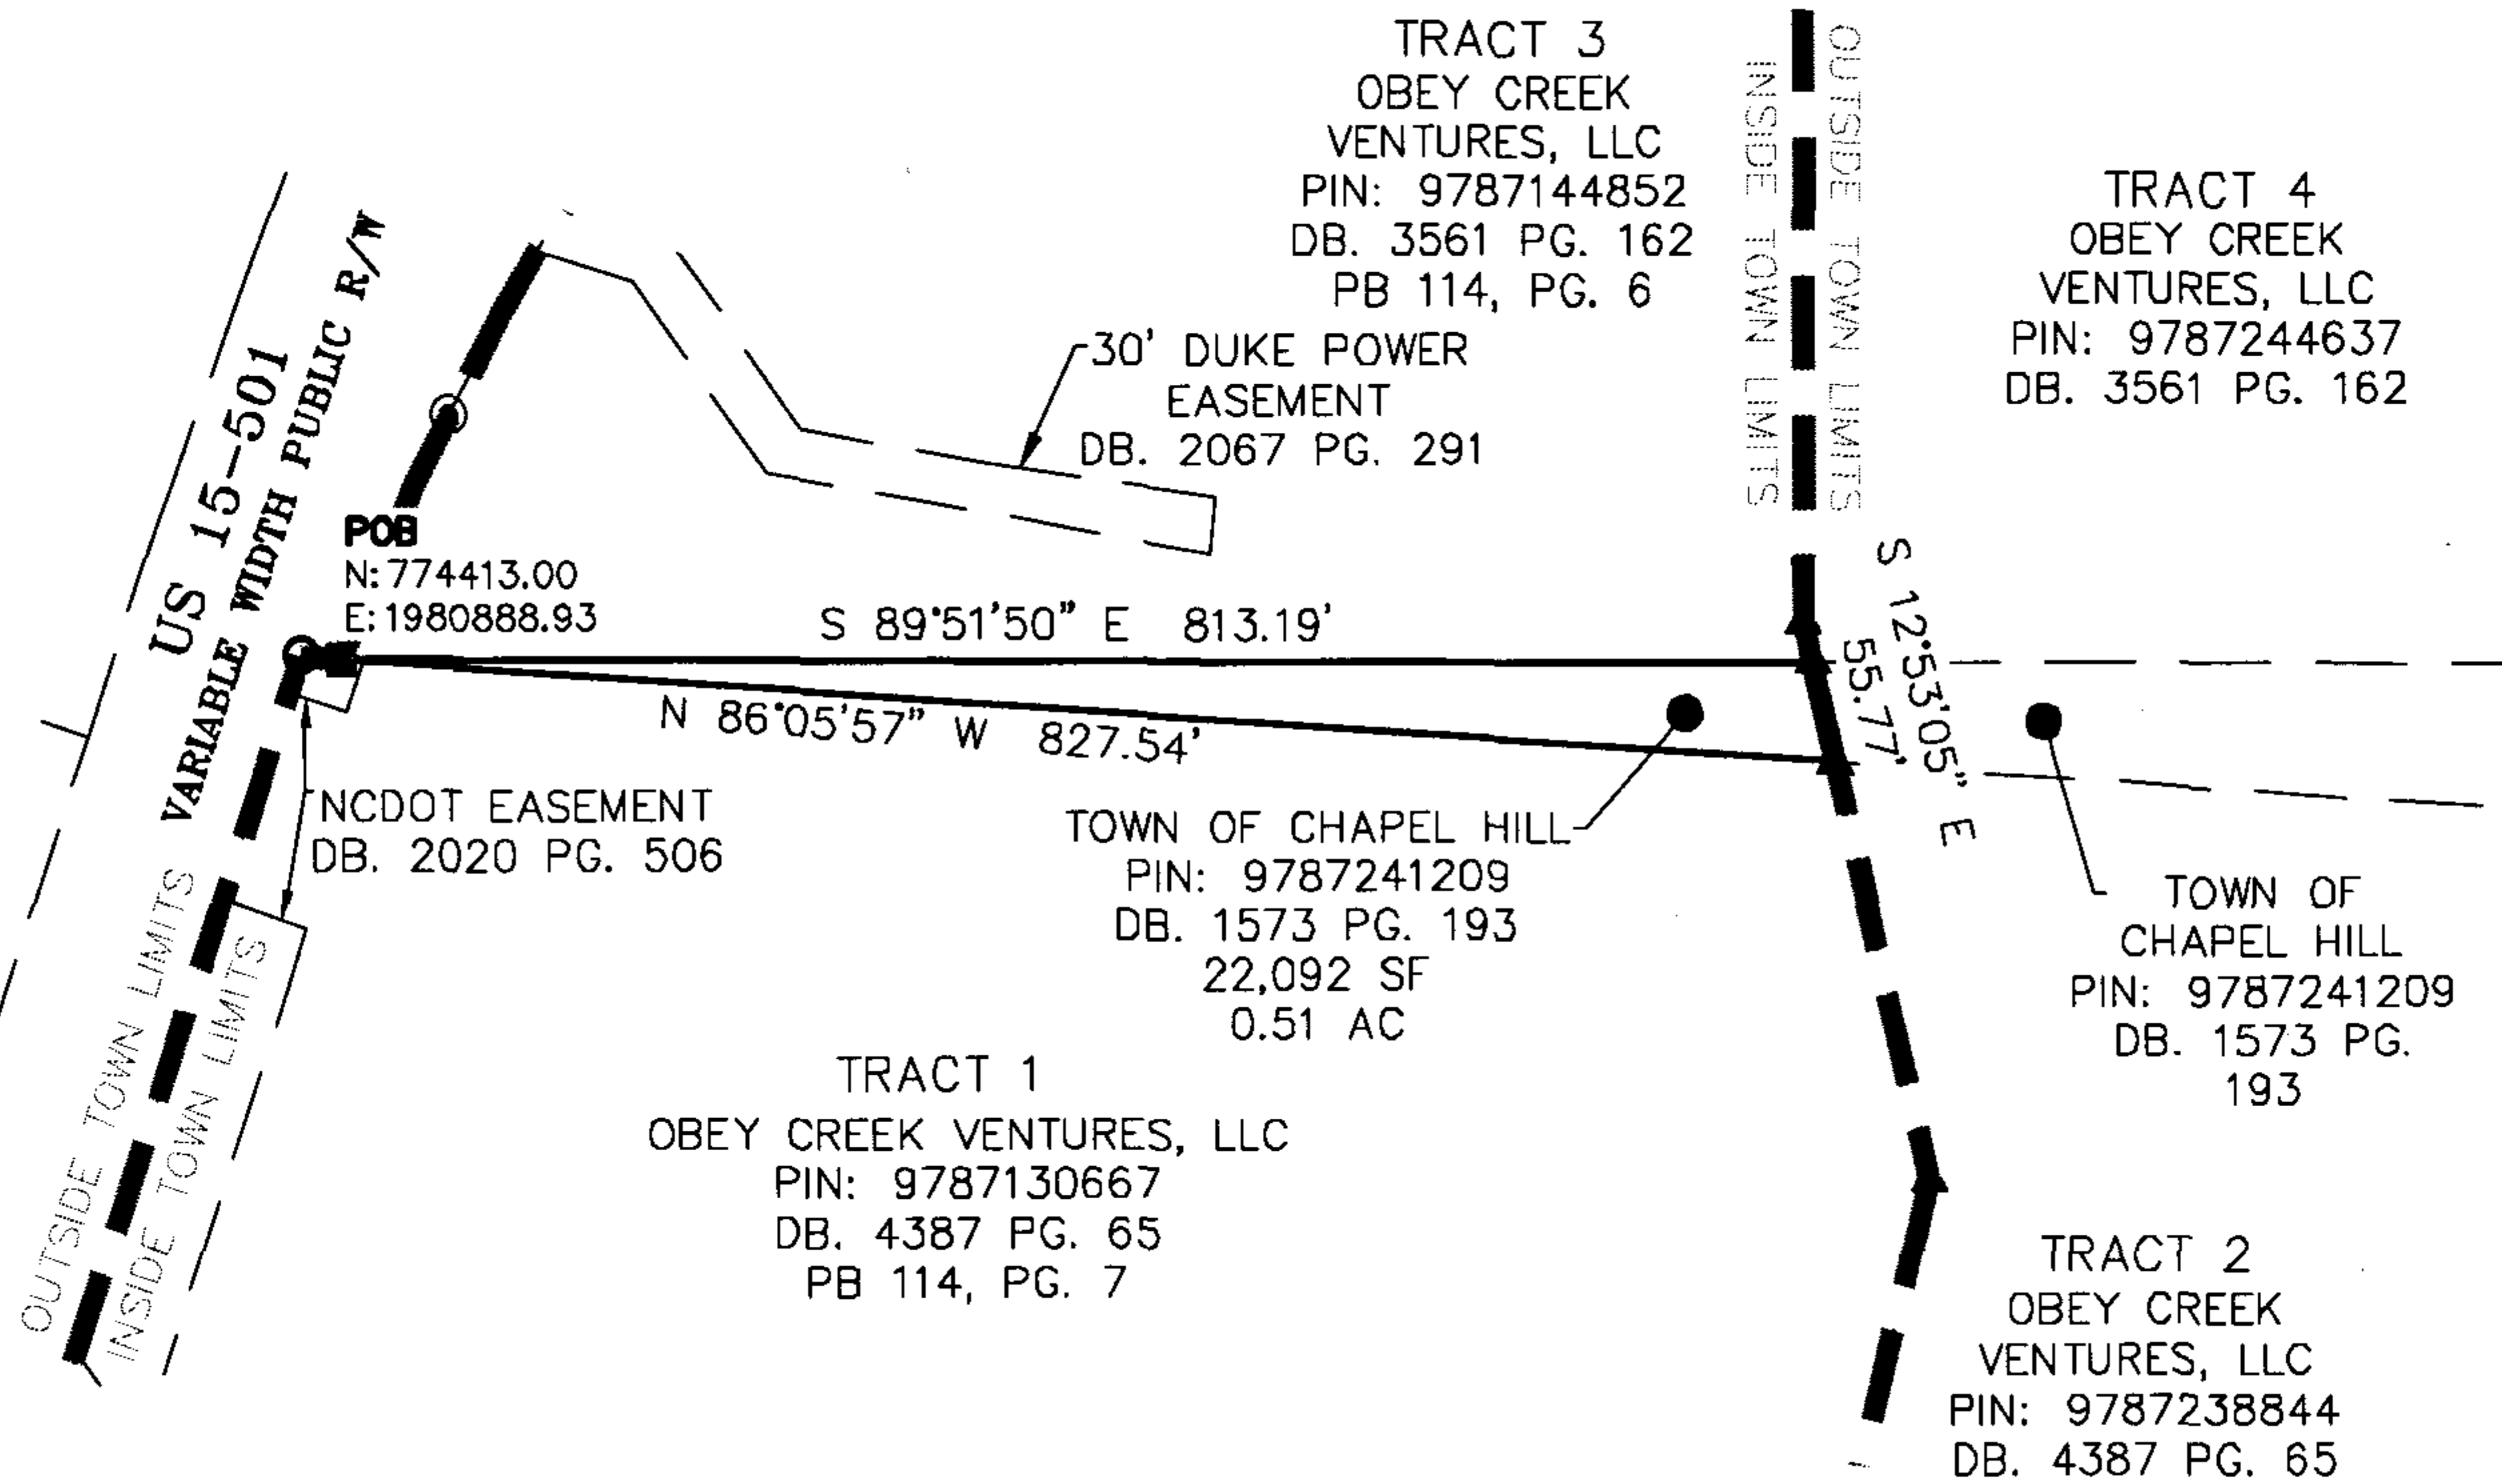 TRACT 3
OBEY CREEK
VENTURES, LLC
PIN: 9787144852
DB. 3561 PG. 162
PB 114, PG. 6
INSIDE TOWN LIMITS
OUTSIDE TOWN LIMITS
TRACT 4
OBEY CREEK
VENTURES, LLC
PIN: 9787244637
DB. 3561 PG. 162
US 15-501
VARIABLE WIDTH PUBLIC R/W
30' DUKE POWER
EASEMENT
DB. 2067 PG. 291
POB
N: 774413.00
E: 1980888.93
S 89°51'50" E 813.19'
N 86°05'57" W 827.54'
S 12°53'05" E
55.77'
NCDOT EASEMENT
DB. 2020 PG. 506
TOWN OF CHAPEL HILL
PIN: 9787241209
DB. 1573 PG. 193
22,092 SF
0.51 AC
TOWN OF
CHAPEL HILL
PIN: 9787241209
DB. 1573 PG.
193
OUTSIDE TOWN LIMITS
INSIDE TOWN LIMITS
TRACT 1
OBEY CREEK VENTURES, LLC
PIN: 9787130667
DB. 4387 PG. 65
PB 114, PG. 7
TRACT 2
OBEY CREEK
VENTURES, LLC
PIN: 9787238844
DB. 4387 PG. 65